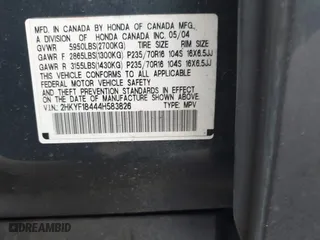 MFD. IN CANADA BY HONDA OF CANADA MFG.
A DIVISION OF HONDA CANADA INC. 05/04
GVWR 5950LBS(2700KG) TIRE SIZE RIM SIZE
GAWR F 2865LBS(1300KG) P235/70R16 104S 16X6.5JJ
GAWR R 3155LBS(1430KG) P235/70R16 104S 16X6.5JJ
THIS VEHICLE CONFORMS TO ALL APPLICABLE
FEDERAL MOTOR VEHICLE SAFETY STANDARDS
IN EFFECT ON THE DATE OF MANUFACTURE
SHOWN ABOVE.
V.I.N. 2HKYF18444H583826 TYPE: MPV
DREAMBID